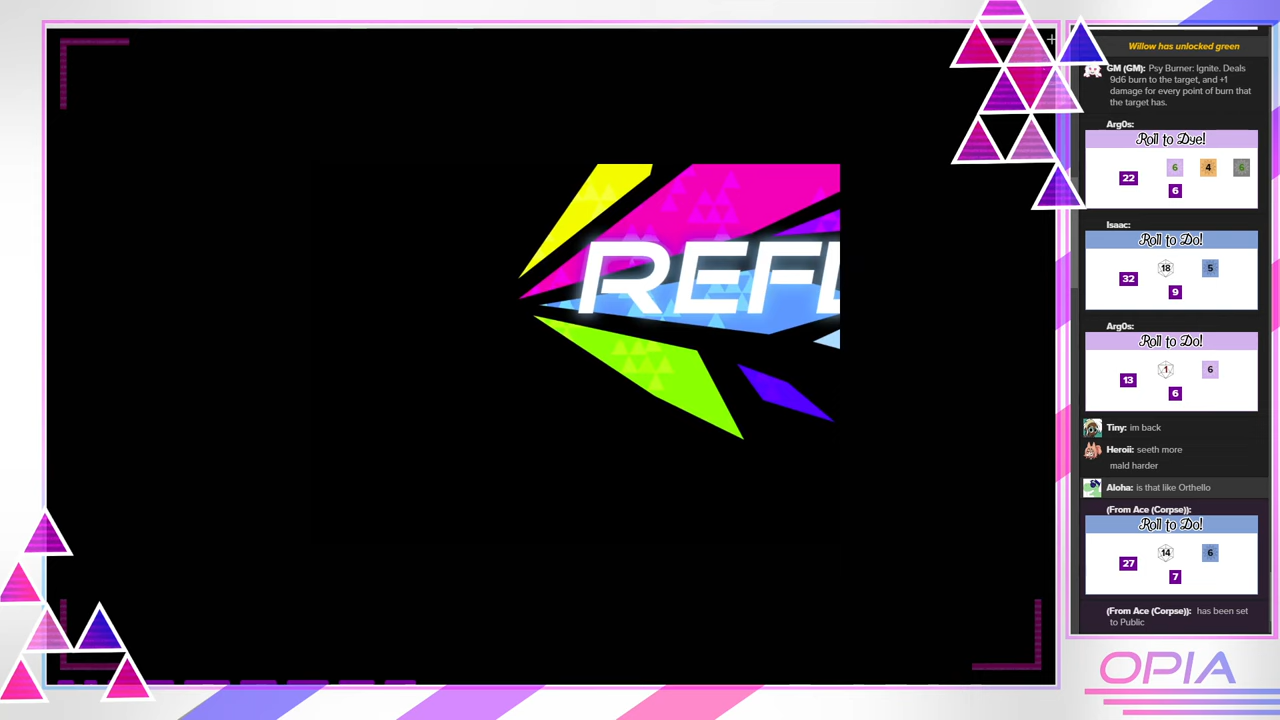 REFL
Willow has unlocked green
GM (GM): Psy Burner: Ignite. Deals
9d6 burn to the target, and +1
damage for every point of burn that
the target has.
Arg0s:
Roll to Dye!
22 6 4 6
6
Isaac:
Roll to Do!
32 18 5
9
Arg0s:
Roll to Do!
13 1 6
6
Tiny: im back
Heroii: seeth more
mald harder
Aloha: is that like Orthello
(From Ace (Corpse)):
Roll to Do!
27 14 6
7
(From Ace (Corpse)): has been set
to Public
OPIA